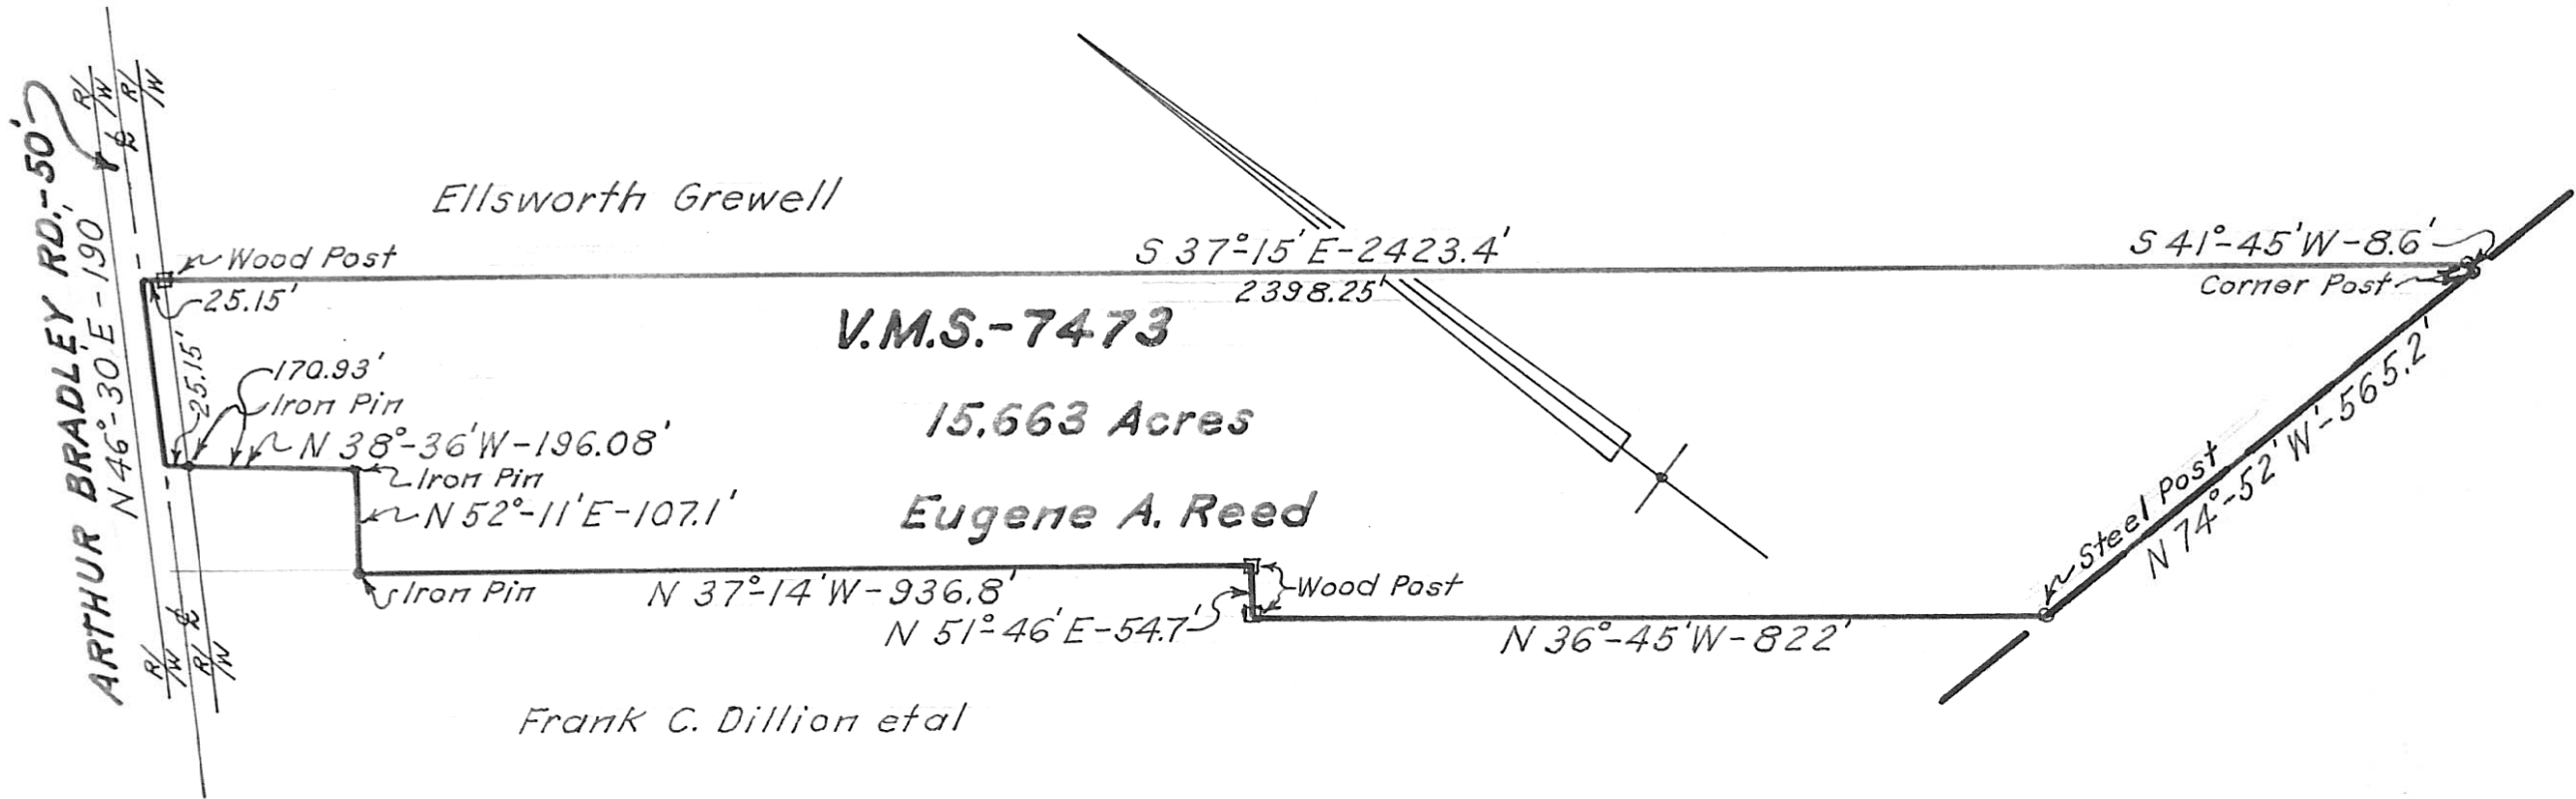 R/W
R/W
℄
ARTHUR BRADLEY RD.-50'
N 46°-30' E - 190'
Ellsworth Grewell
Wood Post
25.15'
S 37°-15' E-2423.4'
2398.25'
S 41°-45' W-8.6'
Corner Post
V.M.S.-7473
15.663 Acres
Eugene A. Reed
25.15'
170.93'
Iron Pin
N 38°-36' W-196.08'
Iron Pin
N 52°-11' E-107.1'
Iron Pin
N 37°-14' W-936.8'
Wood Post
N 51°-46' E-54.7'
N 36°-45' W-822'
Steel Post
N 74°-52' W-565.2'
R/W
℄
R/W
Frank C. Dillion etal